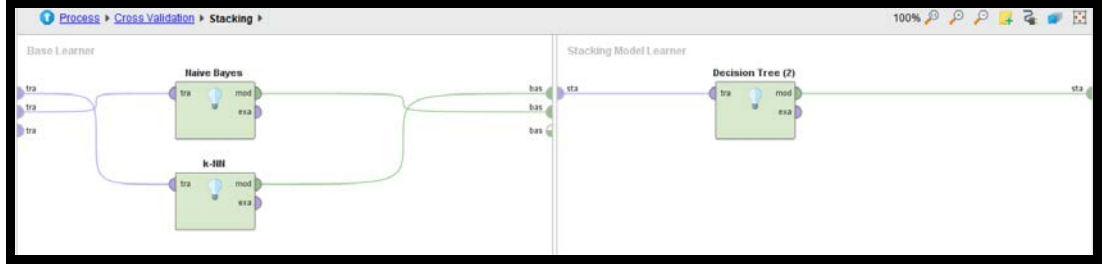 Process ▸ Cross Validation ▸ Stacking ▸
100%
Base Learner
Stacking Model Learner
Naive Bayes
Decision Tree (2)
tra
tra
tra
tra
mod
exa
k-NN
tra
mod
exa
bas
bas
bas
sta
tra
mod
exa
sta